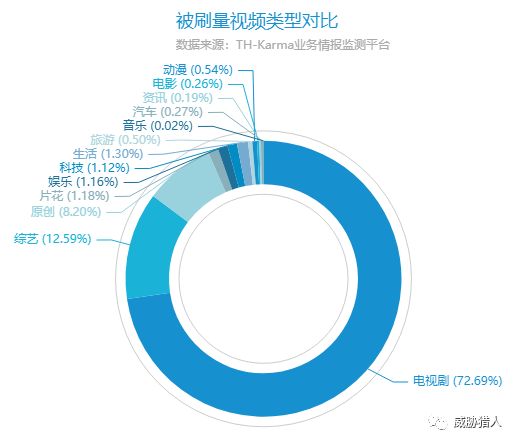 被刷量视频类型对比
数据来源：TH-Karma业务情报监测平台
动漫 (0.54%)
电影 (0.26%)
资讯 (0.19%)
汽车 (0.27%)
音乐 (0.02%)
旅游 (0.50%)
生活 (1.30%)
科技 (1.12%)
娱乐 (1.16%)
片花 (1.18%)
原创 (8.20%)
综艺 (12.59%)
电视剧 (72.69%)
威胁猎人